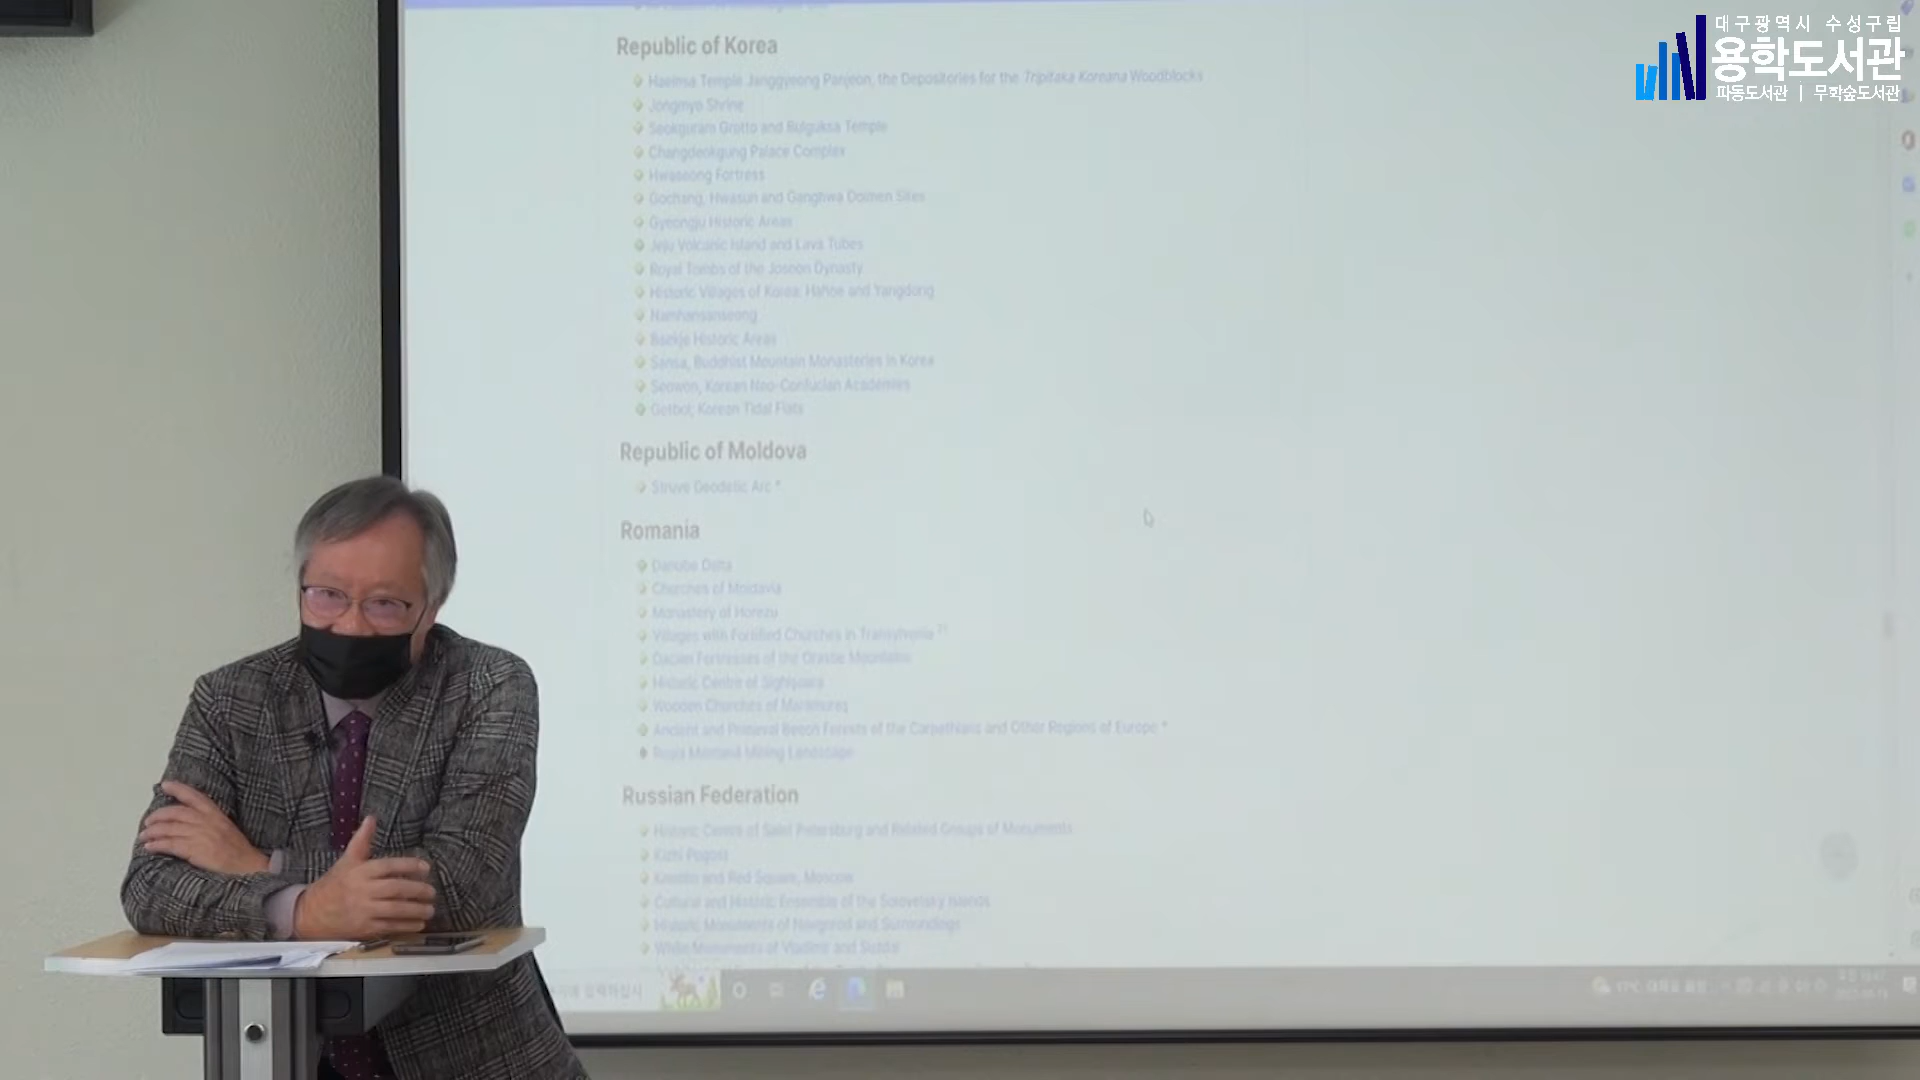 대구광역시 수성구립
용학도서관
파동도서관 | 무학숲도서관
Republic of Korea
Haeinsa Temple Janggyeong Panjeon, the Depositories for the Tripitaka Koreana Woodblocks
Jongmyo Shrine
Seokguram Grotto and Bulguksa Temple
Changdeokgung Palace Complex
Hwaseong Fortress
Gochang, Hwasun and Ganghwa Dolmen Sites
Gyeongju Historic Areas
Jeju Volcanic Island and Lava Tubes
Royal Tombs of the Joseon Dynasty
Historic Villages of Korea: Hahoe and Yangdong
Namhansanseong
Baekje Historic Areas
Sansa, Buddhist Mountain Monasteries in Korea
Seowon, Korean Neo-Confucian Academies
Getbol, Korean Tidal Flats
Republic of Moldova
Struve Geodetic Arc *
Romania
Danube Delta
Churches of Moldavia
Monastery of Horezu
Villages with Fortified Churches in Transylvania
Dacian Fortresses of the Orastie Mountains
Historic Centre of Sighişoara
Wooden Churches of Maramureş
Ancient and Primeval Beech Forests of the Carpathians and Other Regions of Europe *
Roșia Montană Mining Landscape
Russian Federation
Historic Centre of Saint Petersburg and Related Groups of Monuments
Kizhi Pogost
Kremlin and Red Square, Moscow
Cultural and Historic Ensemble of the Solovetsky Islands
Historic Monuments of Novgorod and Surroundings
White Monuments of Vladimir and Suzdal